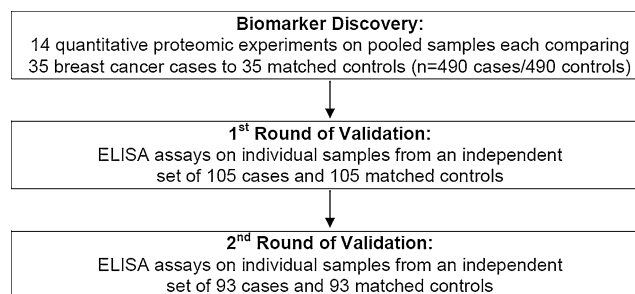 Biomarker Discovery:
14 quantitative proteomic experiments on pooled samples each comparing
35 breast cancer cases to 35 matched controls (n=490 cases/490 controls)
1st Round of Validation:
ELISA assays on individual samples from an independent
set of 105 cases and 105 matched controls
2nd Round of Validation:
ELISA assays on individual samples from an independent
set of 93 cases and 93 matched controls